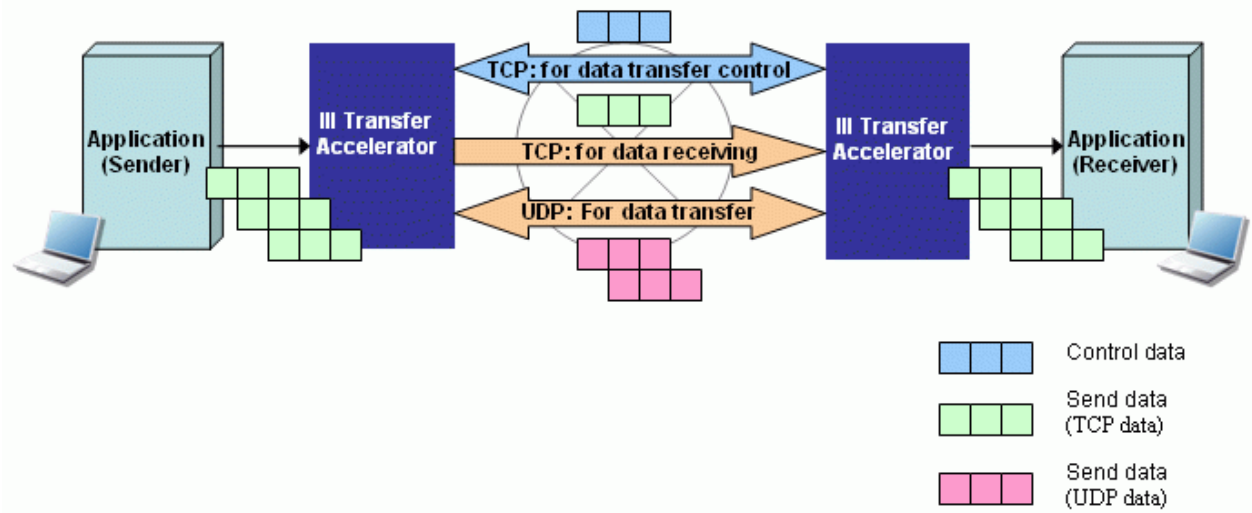 TCP: for data transfer control
Application
(Sender)
III Transfer
Accelerator
TCP: for data receiving
III Transfer
Accelerator
Application
(Receiver)
UDP: For data transfer
Control data
Send data
(TCP data)
Send data
(UDP data)